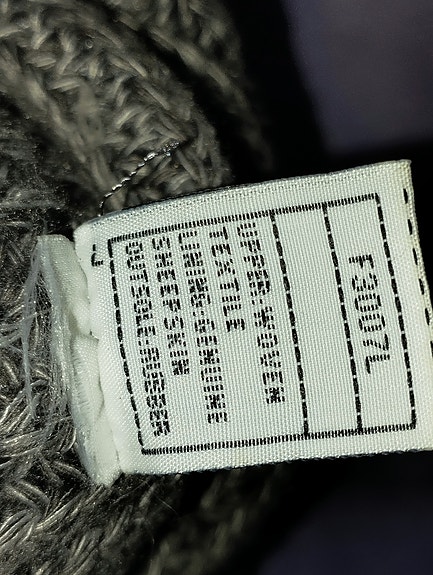 F3007L
UPPER:WOVEN
TEXTILE
LINING:GENUINE
SHEEPSKIN
OUTSOLE:RUBBER